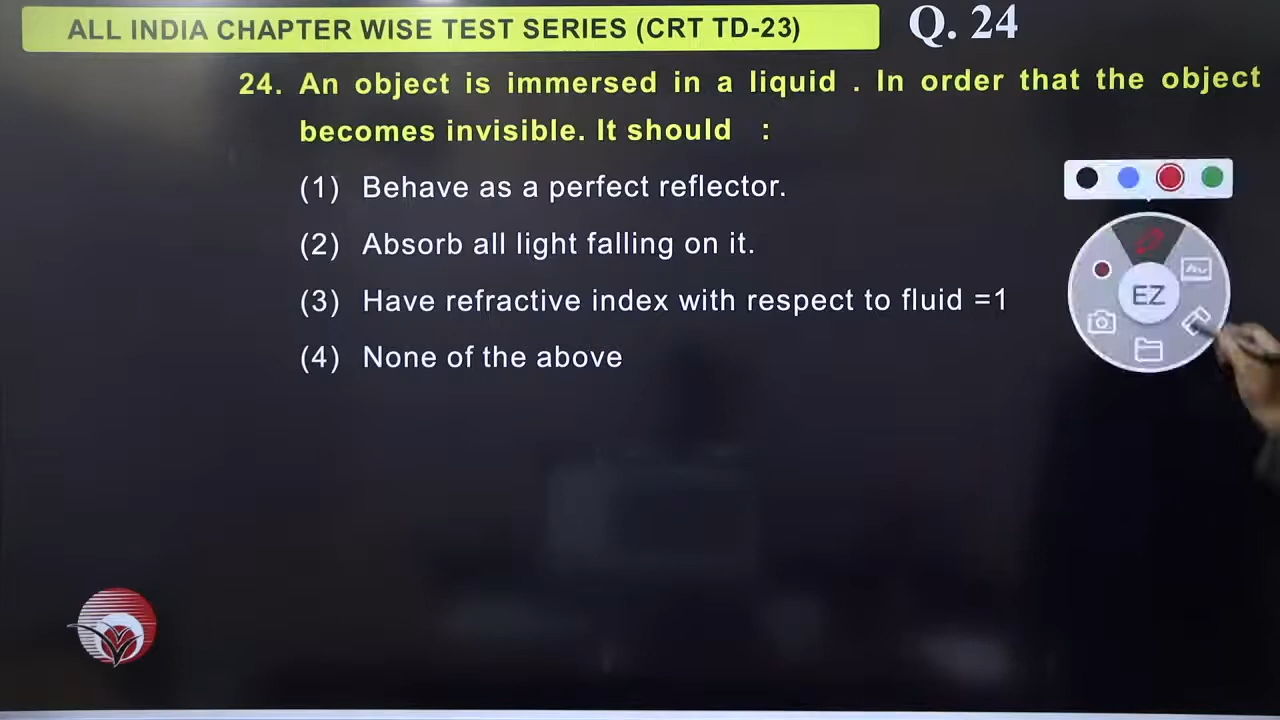 ALL INDIA CHAPTER WISE TEST SERIES (CRT TD-23)
Q. 24
24. An object is immersed in a liquid . In order that the object
becomes invisible. It should :
(1) Behave as a perfect reflector.
(2) Absorb all light falling on it.
(3) Have refractive index with respect to fluid =1
(4) None of the above
EZ